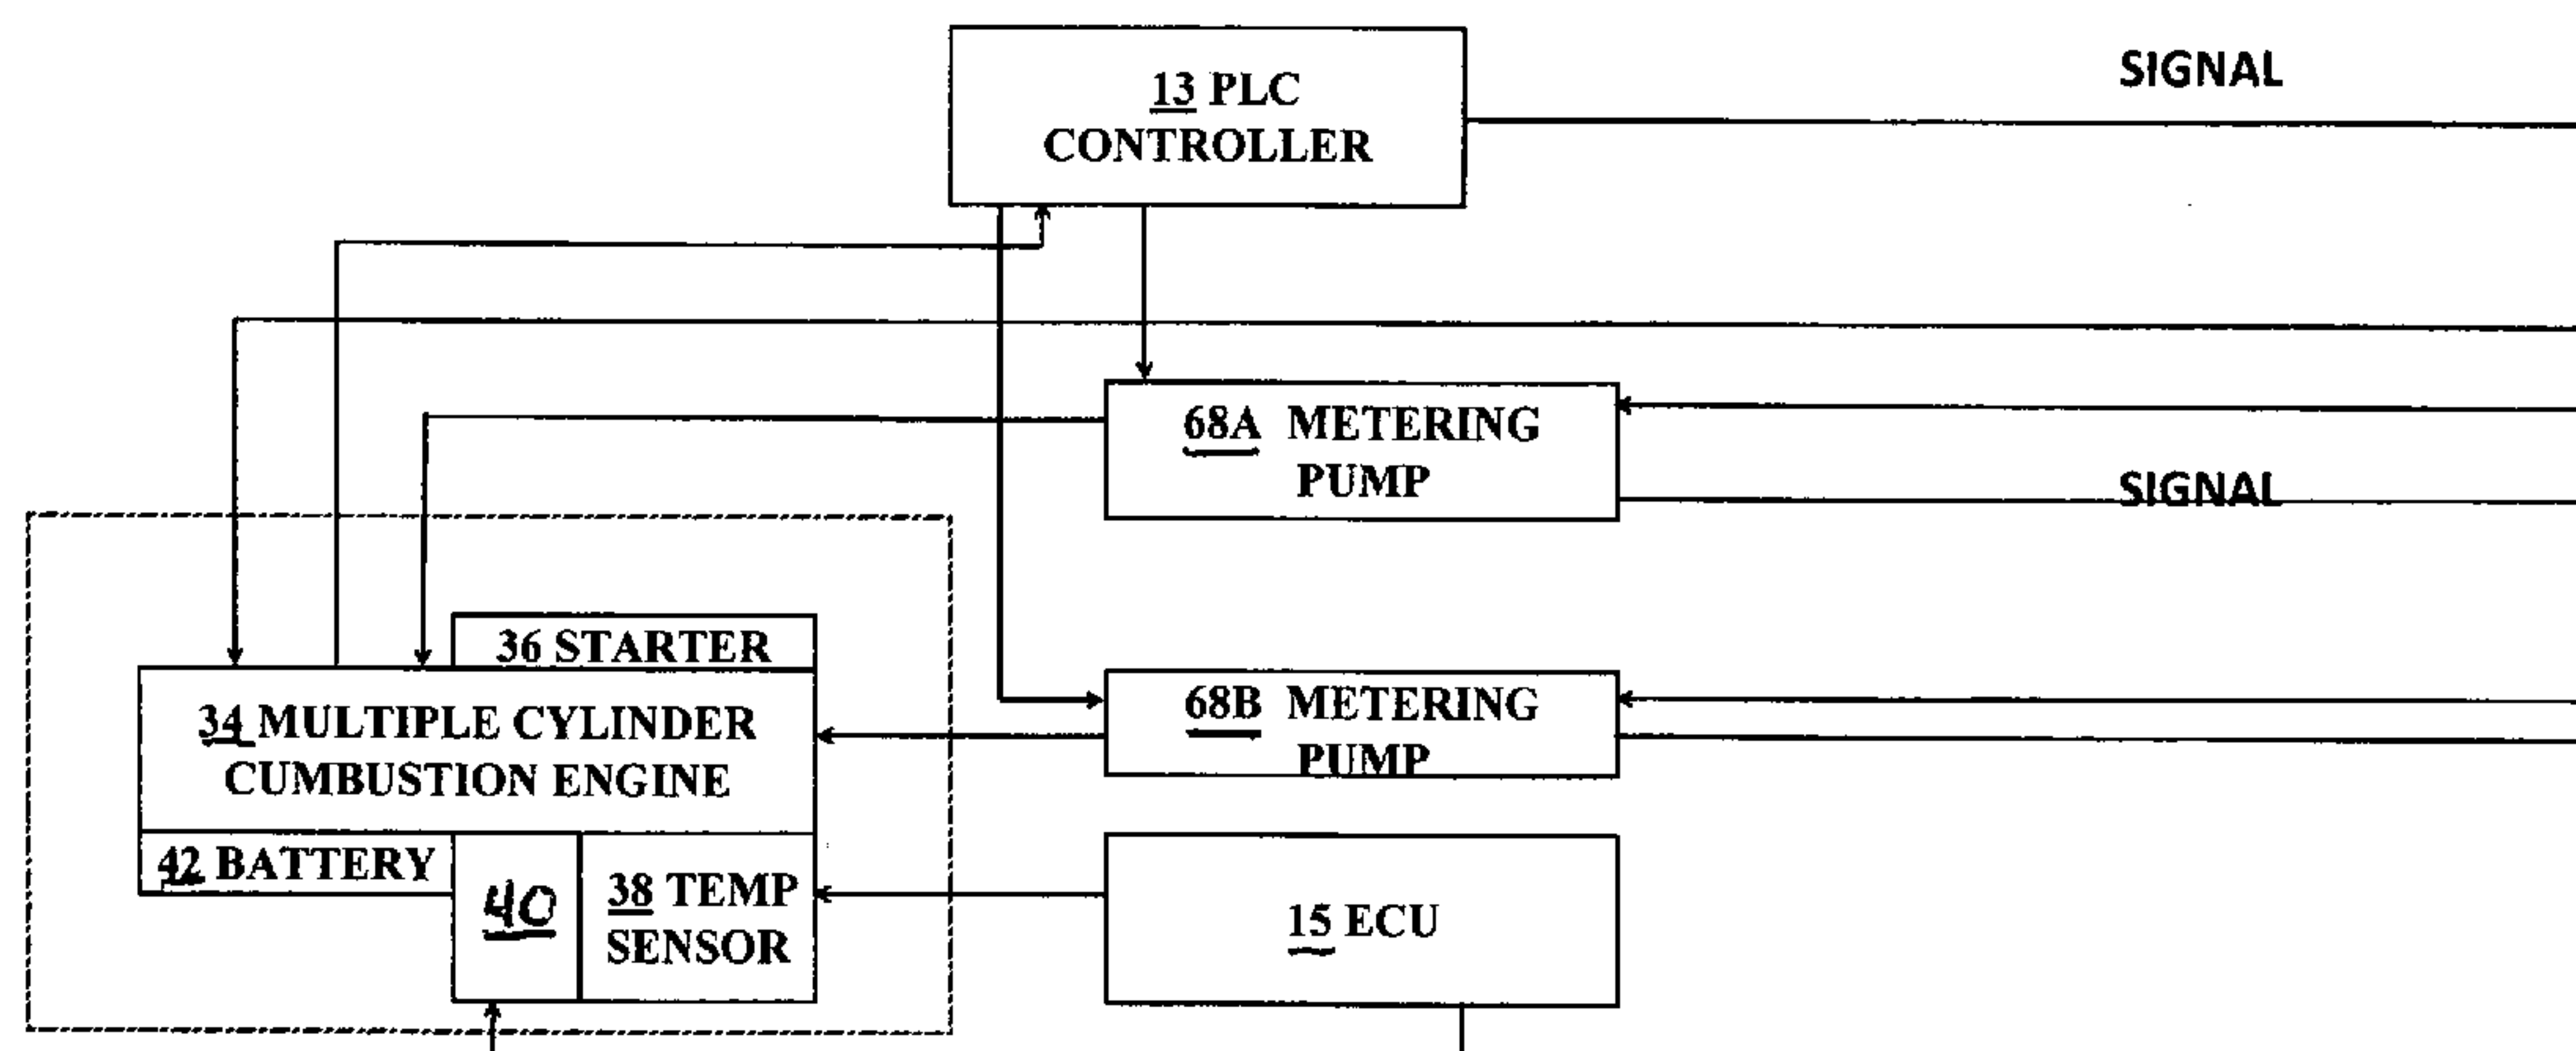 13 PLC
CONTROLLER
SIGNAL
68A METERING
PUMP
SIGNAL
36 STARTER
34 MULTIPLE CYLINDER
CUMBUSTION ENGINE
68B METERING
PUMP
42 BATTERY
40
38 TEMP
SENSOR
15 ECU